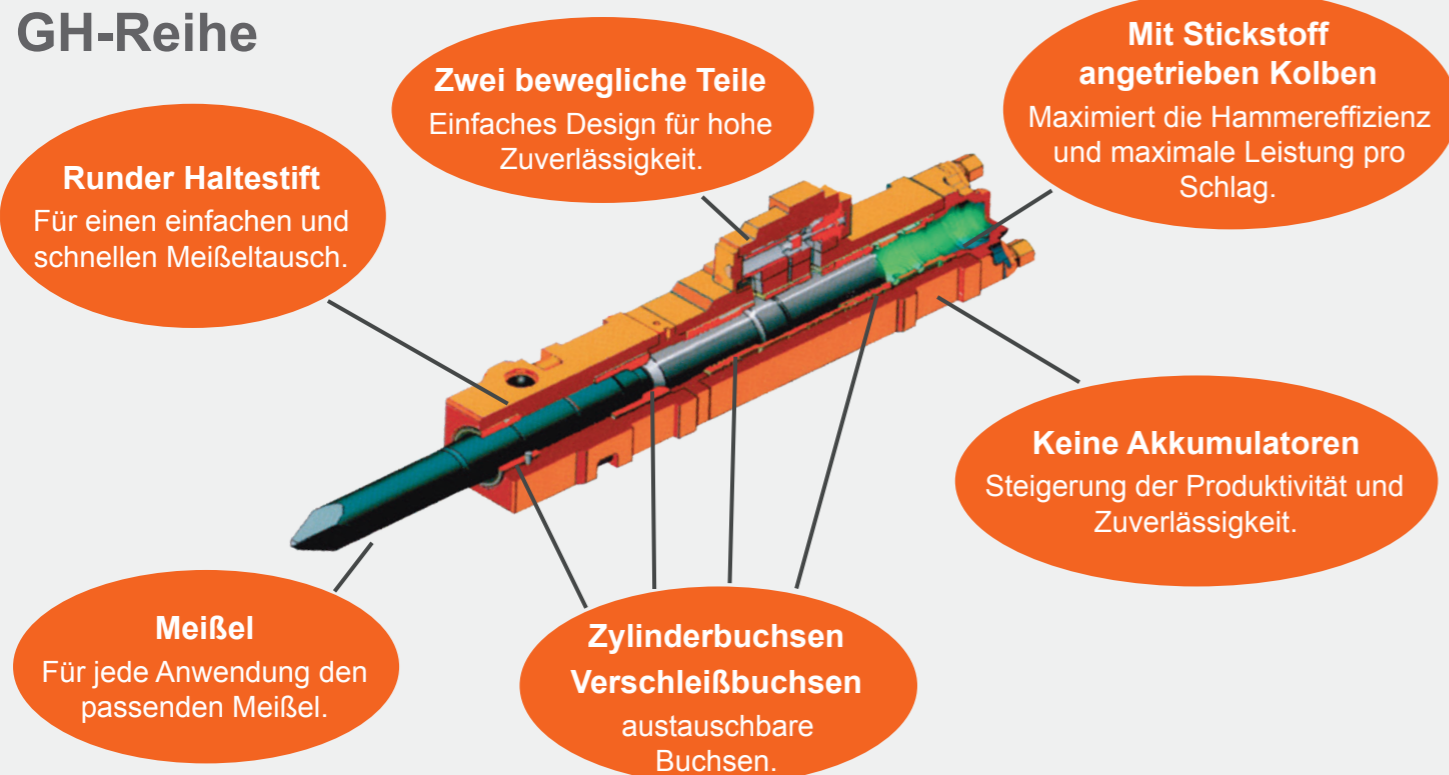 GH-Reihe
Zwei bewegliche Teile
Einfaches Design für hohe
Zuverlässigkeit.
Mit Stickstoff
angetrieben Kolben
Maximiert die Hammereffizienz
und maximale Leistung pro
Schlag.
Runder Haltestift
Für einen einfachen und
schnellen Meißeltausch.
Keine Akkumulatoren
Steigerung der Produktivität und
Zuverlässigkeit.
Meißel
Für jede Anwendung den
passenden Meißel.
Zylinderbuchsen
Verschleißbuchsen
austauschbare
Buchsen.